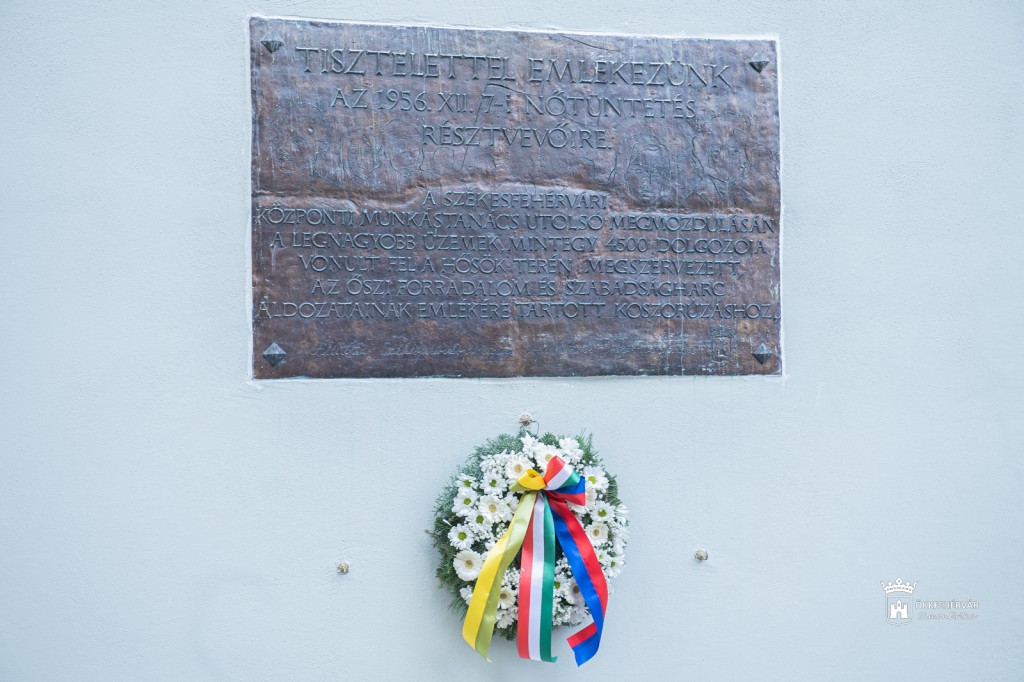 TISZTELETTEL EMLÉKEZÜNK
AZ 1956. XII. 7-i NŐTÜNTETÉS
RÉSZTVEVŐIRE.
A SZÉKESFEHÉRVÁRI
KÖZPONTI MUNKÁSTANÁCS UTOLSÓ MEGMOZDULÁSÁN
A LEGNAGYOBB ÜZEMEK, MINTEGY 4500 DOLGOZÓJA
VONULT FEL A HŐSÖK TERÉN MEGSZERVEZETT,
AZ ŐSZI FORRADALOM ÉS SZABADSÁGHARC
ÁLDOZATAINAK EMLÉKÉRE TARTOTT KOSZORÚZÁSHOZ.
ÖKKFEHÉRVÁR